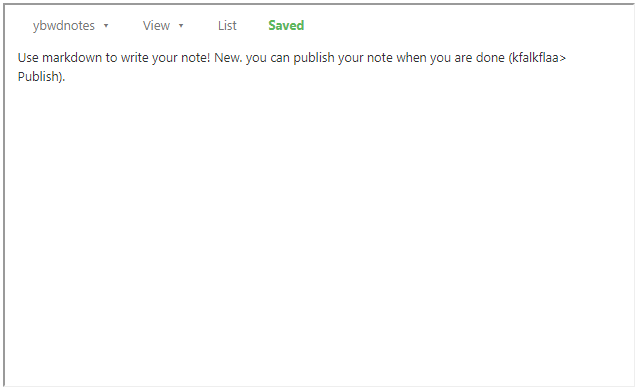 ybwdnotes View List Saved
Use markdown to write your note! New. you can publish your note when you are done (kfalkflaa>
Publish).